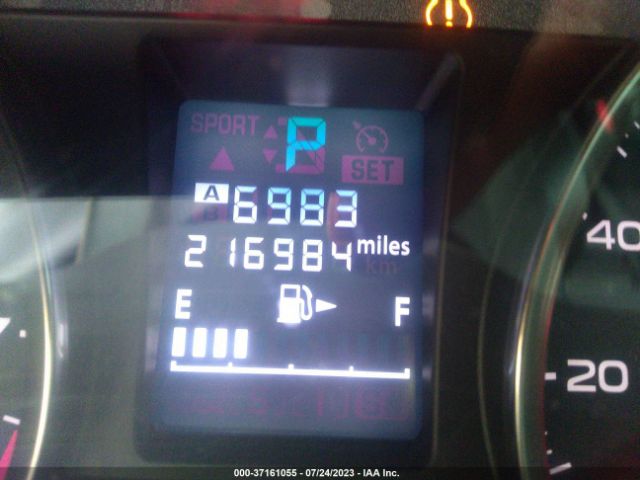 SPORT P
SET
A 6983
B
216984 miles
km
E F
40
20
000-37161055 - 07/24/2023 - IAA Inc.